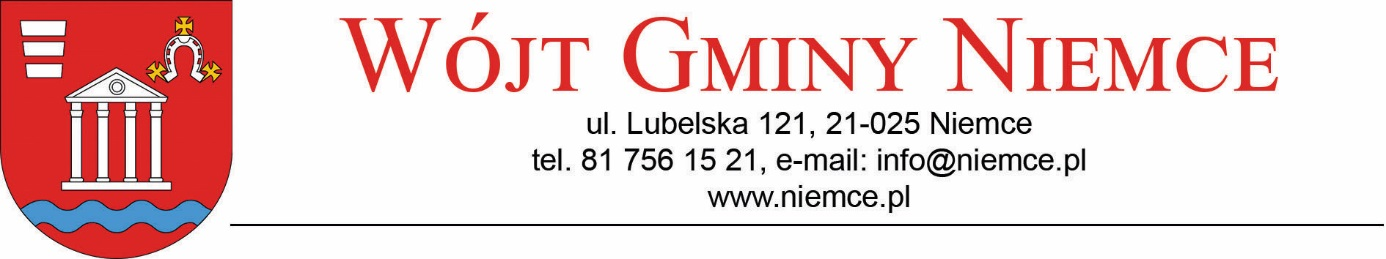 Wójt Gminy Niemce
ul. Lubelska 121, 21-025 Niemce
tel. 81 756 15 21, e-mail: info@niemce.pl
www.niemce.pl